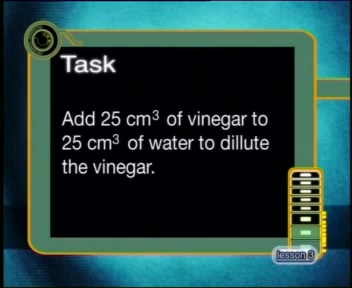 Task
Add 25 cm³ of vinegar to
25 cm³ of water to dillute
the vinegar.
lesson 3